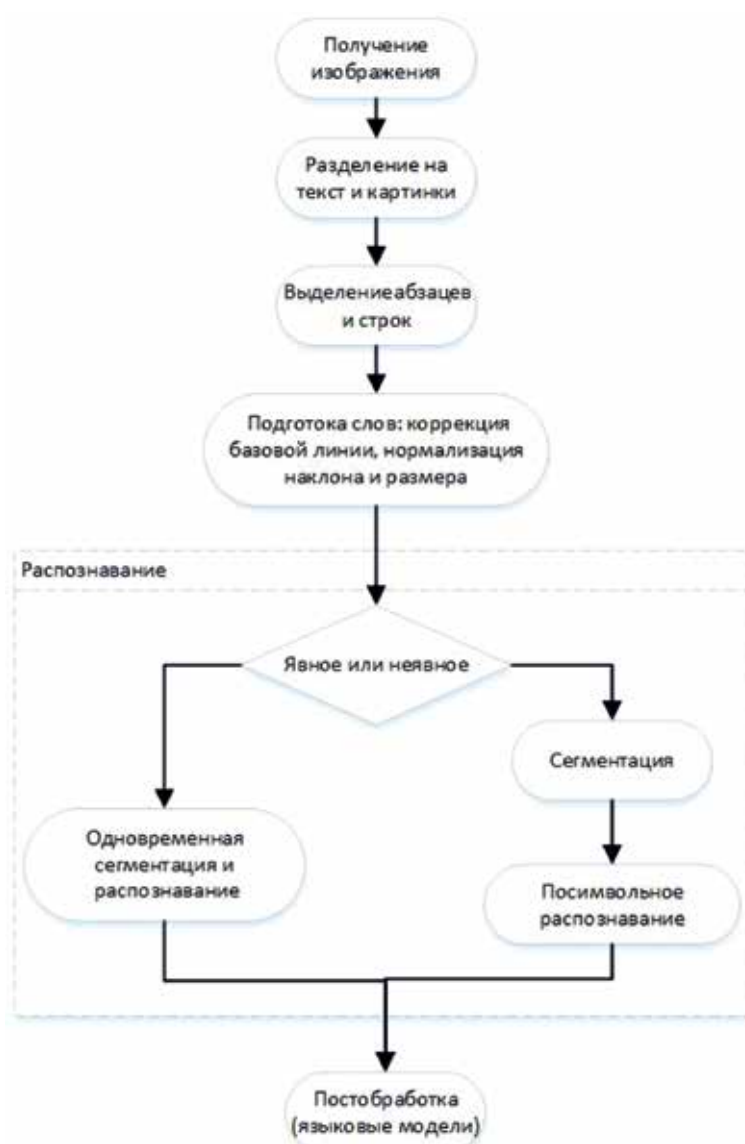 Получение
изображения
Разделение на
текст и картинки
Выделениеабзацев
и строк
Подготока слов: коррекция
базовой линии, нормализация
наклона и размера
Распознавание
Явное или неявное
Сегментация
Одновременная
сегментация и
распознавание
Посимвольное
распознавание
Постобработка
(языковые модели)